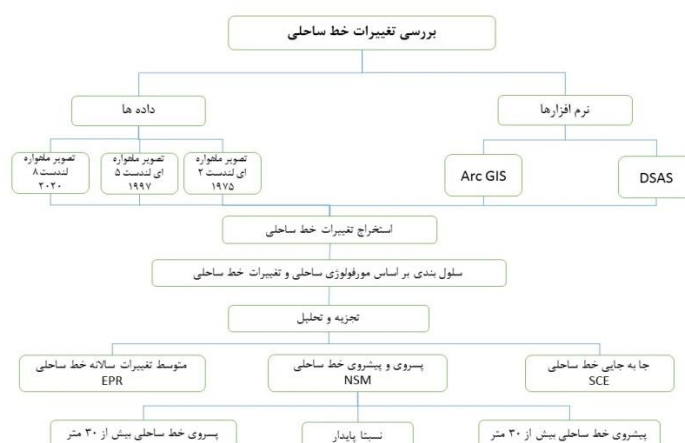 بررسی تغییرات خط ساحلی
نرم افزارها
داده ها
DSAS
Arc GIS
تصویر ماهواره
ای لندست ۲
۱۹۷۵
تصویر ماهواره
ای لندست ۵
۱۹۹۷
تصویر ماهواره
لندست ۸
۲۰۲۰
استخراج تغییرات خط ساحلی
سلول بندی بر اساس مورفولوژی ساحلی و تغییرات خط ساحلی
تجزیه و تحلیل
جا به جایی خط ساحلی
SCE
پسروی و پیشروی خط ساحلی
NSM
متوسط تغییرات سالانه خط ساحلی
EPR
پیشروی خط ساحلی بیش از ۳۰ متر
نسبتا پایدار
پسروی خط ساحلی بیش از ۳۰ متر